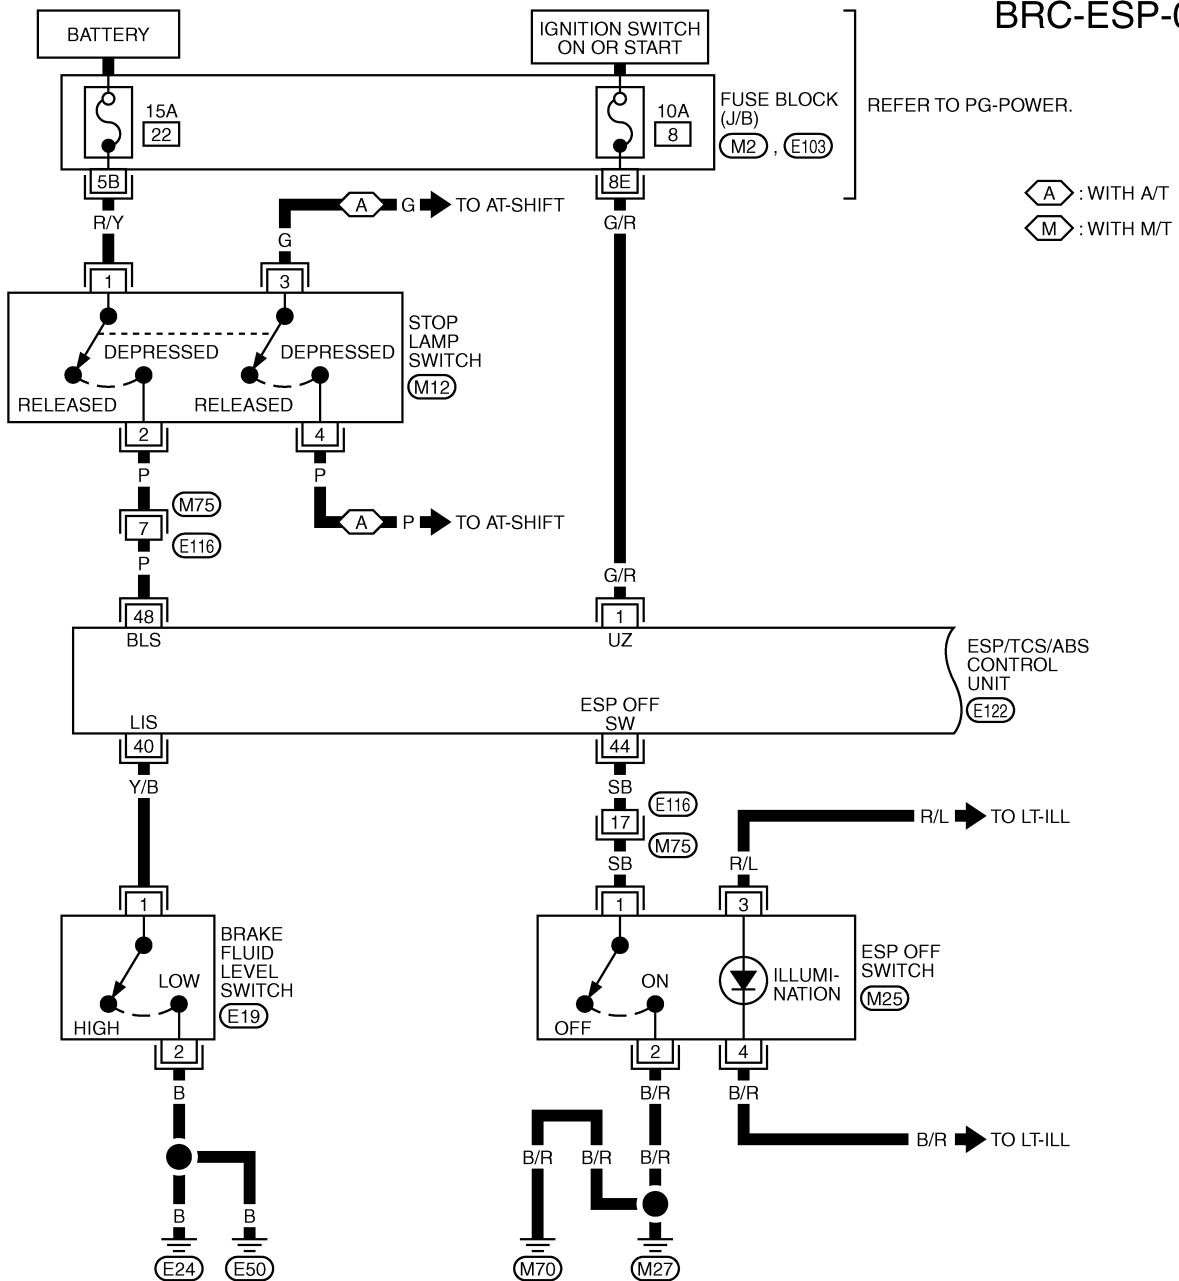 BRC-ESP-
BATTERY
IGNITION SWITCH
ON OR START
15A
22
10A
8
FUSE BLOCK
(J/B)
M2 , E103
REFER TO PG-POWER.
5B
8E
A : WITH A/T
M : WITH M/T
R/Y
A G TO AT-SHIFT
G
G/R
1
3
DEPRESSED
DEPRESSED
RELEASED
RELEASED
STOP
LAMP
SWITCH
M12
2
4
P
P
M75
7
E116
A P TO AT-SHIFT
P
G/R
48
1
BLS
UZ
ESP/TCS/ABS
CONTROL
UNIT
E122
LIS
ESP OFF
SW
40
44
Y/B
SB
E116
17
M75
SB
R/L TO LT-ILL
R/L
1
1
3
BRAKE
FLUID
LEVEL
SWITCH
E19
LOW
HIGH
ON
OFF
ILLUMI-
NATION
ESP OFF
SWITCH
M25
2
2
4
B
B/R
B/R
B/R TO LT-ILL
B/R
B/R
B/R
B
B
E24
E50
M70
M27